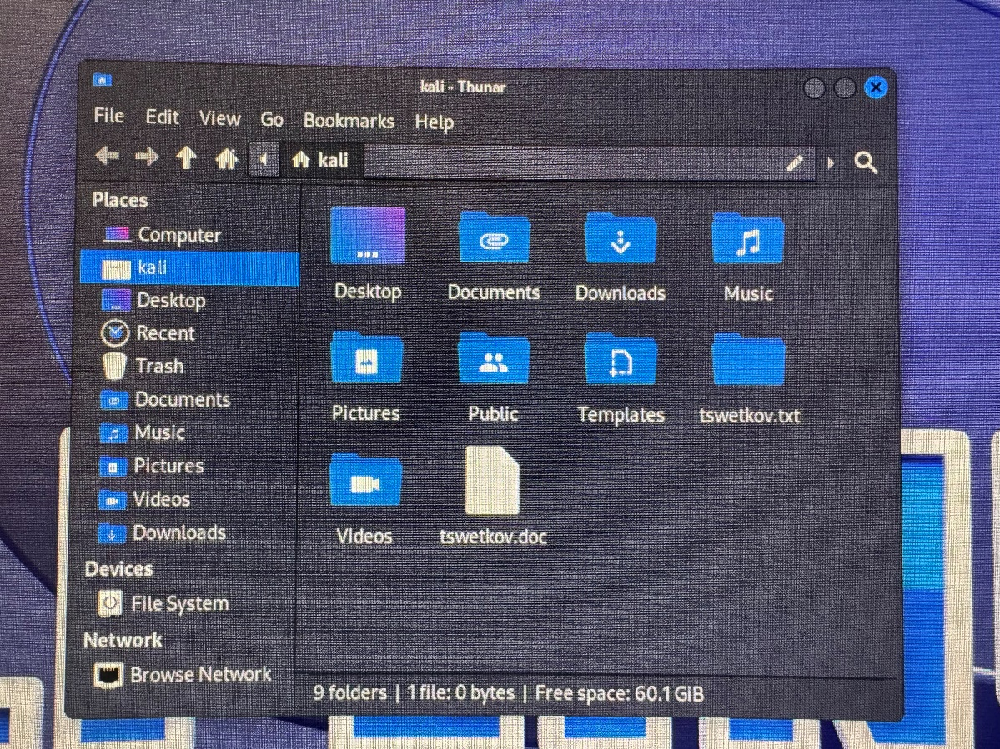 kali - Thunar
File Edit View Go Bookmarks Help
kali
Places
Computer
kali
Desktop
Recent
Trash
Documents
Music
Pictures
Videos
Downloads
Devices
File System
Network
Browse Network
Desktop Documents Downloads Music
Pictures Public Templates tswetkov.txt
Videos tswetkov.doc
9 folders | 1 file: 0 bytes | Free space: 60.1 GiB